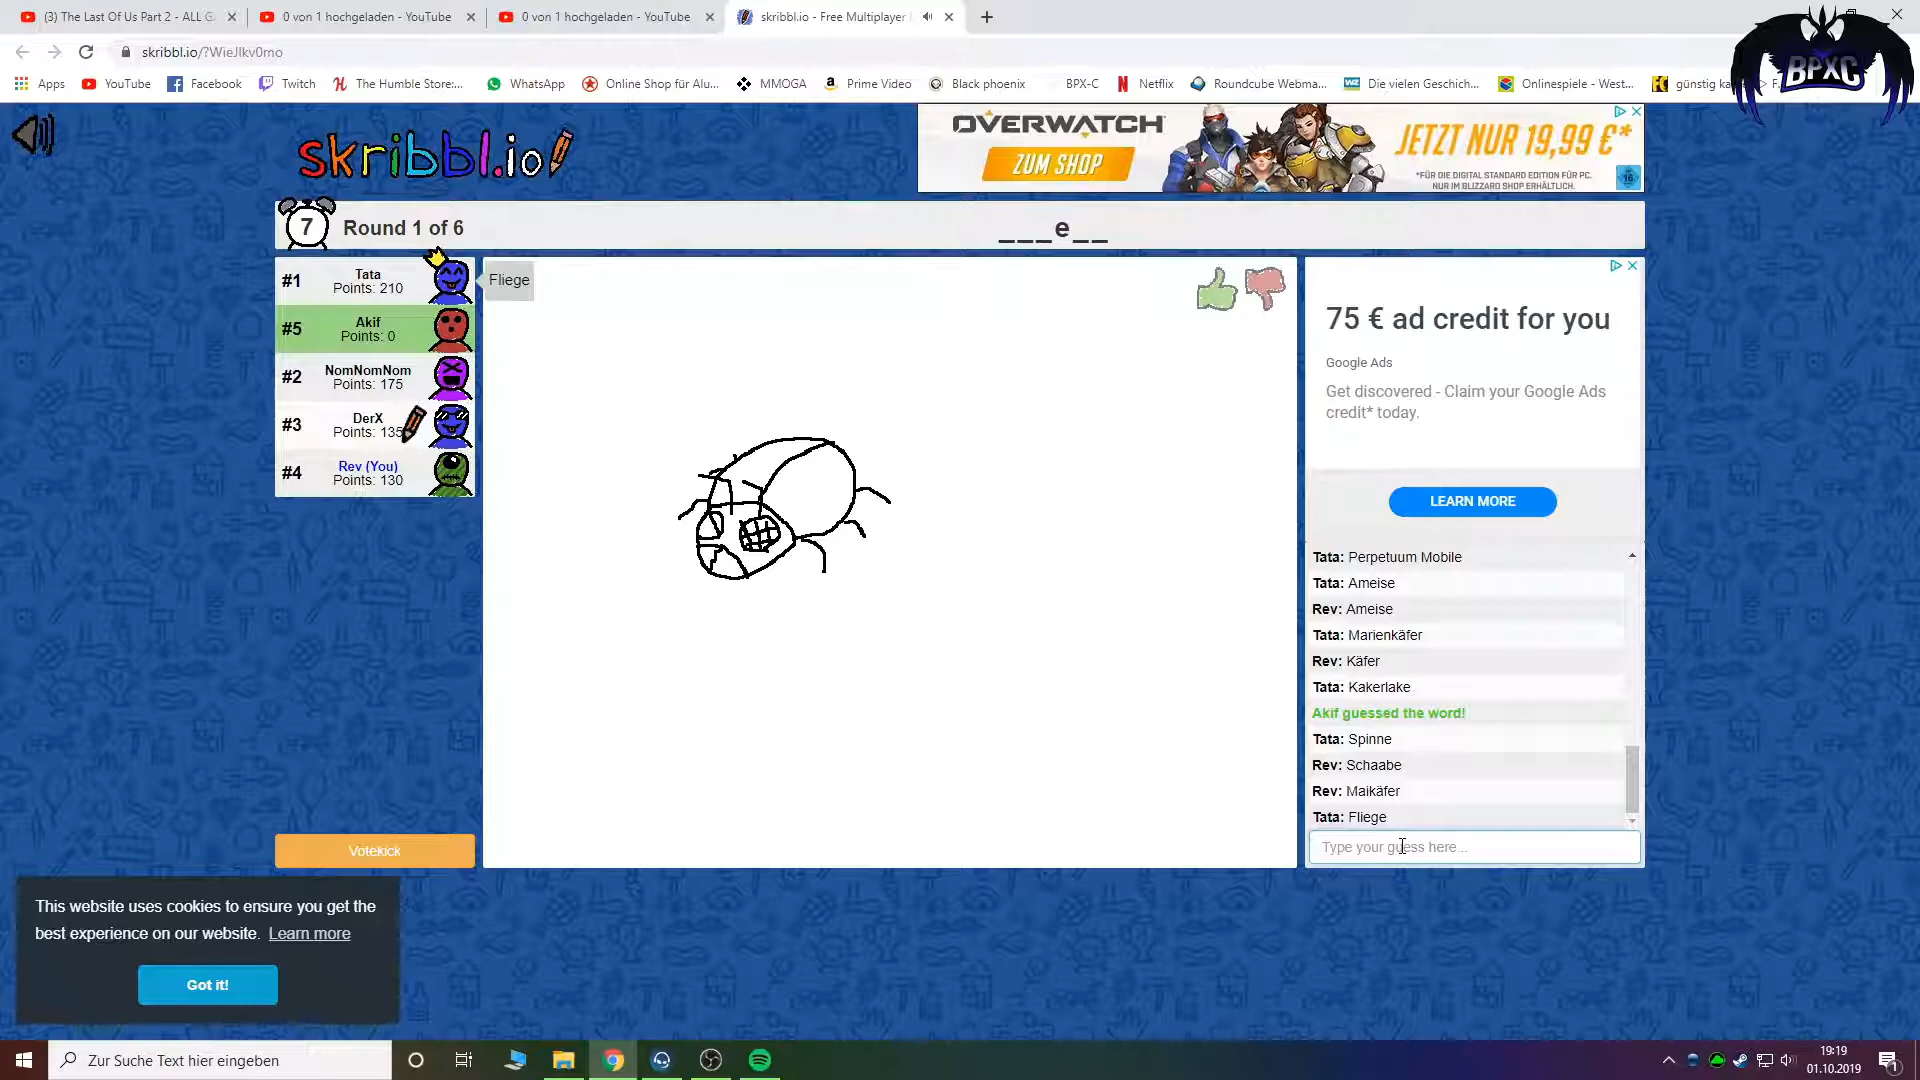 (3) The Last Of Us Part 2 - ALL G
0 von 1 hochgeladen - YouTube
0 von 1 hochgeladen - YouTube
skribbl.io - Free Multiplayer
skribbl.io/?WieJlkv0mo
Apps
YouTube
Facebook
Twitch
The Humble Store:...
WhatsApp
Online Shop für Alu...
MMOGA
Prime Video
Black phoenix
BPX-C
Netflix
Roundcube Webma...
Die vielen Geschich...
Onlinespiele - West...
günstig ka
BPXC
skribbl.io
OVERWATCH
ZUM SHOP
JETZT NUR 19,99 €*
*FÜR DIE DIGITAL STANDARD EDITION FÜR PC.
NUR IM BLIZZARD SHOP ERHÄLTLICH.
16
7
Round 1 of 6
___e__
#1
Tata
Points: 210
Fliege
#5
Akif
Points: 0
#2
NomNomNom
Points: 175
#3
DerX
Points: 135
#4
Rev (You)
Points: 130
Votekick
75 € ad credit for you
Google Ads
Get discovered - Claim your Google Ads
credit* today.
LEARN MORE
Tata: Perpetuum Mobile
Tata: Ameise
Rev: Ameise
Tata: Marienkäfer
Rev: Käfer
Tata: Kakerlake
Akif guessed the word!
Tata: Spinne
Rev: Schaabe
Rev: Maikäfer
Tata: Fliege
Type your guess here...
This website uses cookies to ensure you get the
best experience on our website. Learn more
Got it!
Zur Suche Text hier eingeben
19:19
01.10.2019
1